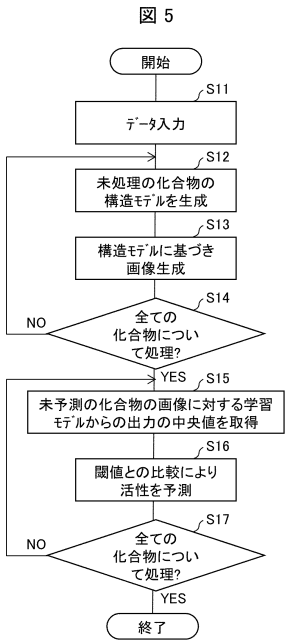 図 5
開始
S11
データ入力
S12
未処理の化合物の
構造モデルを生成
S13
構造モデルに基づき
画像生成
S14
全ての
化合物につい
て処理?
NO
YES
S15
未予測の化合物の画像に対する学習
モデルからの出力の中央値を取得
S16
閾値との比較により
活性を予測
S17
全ての
化合物につい
て処理?
NO
YES
終了